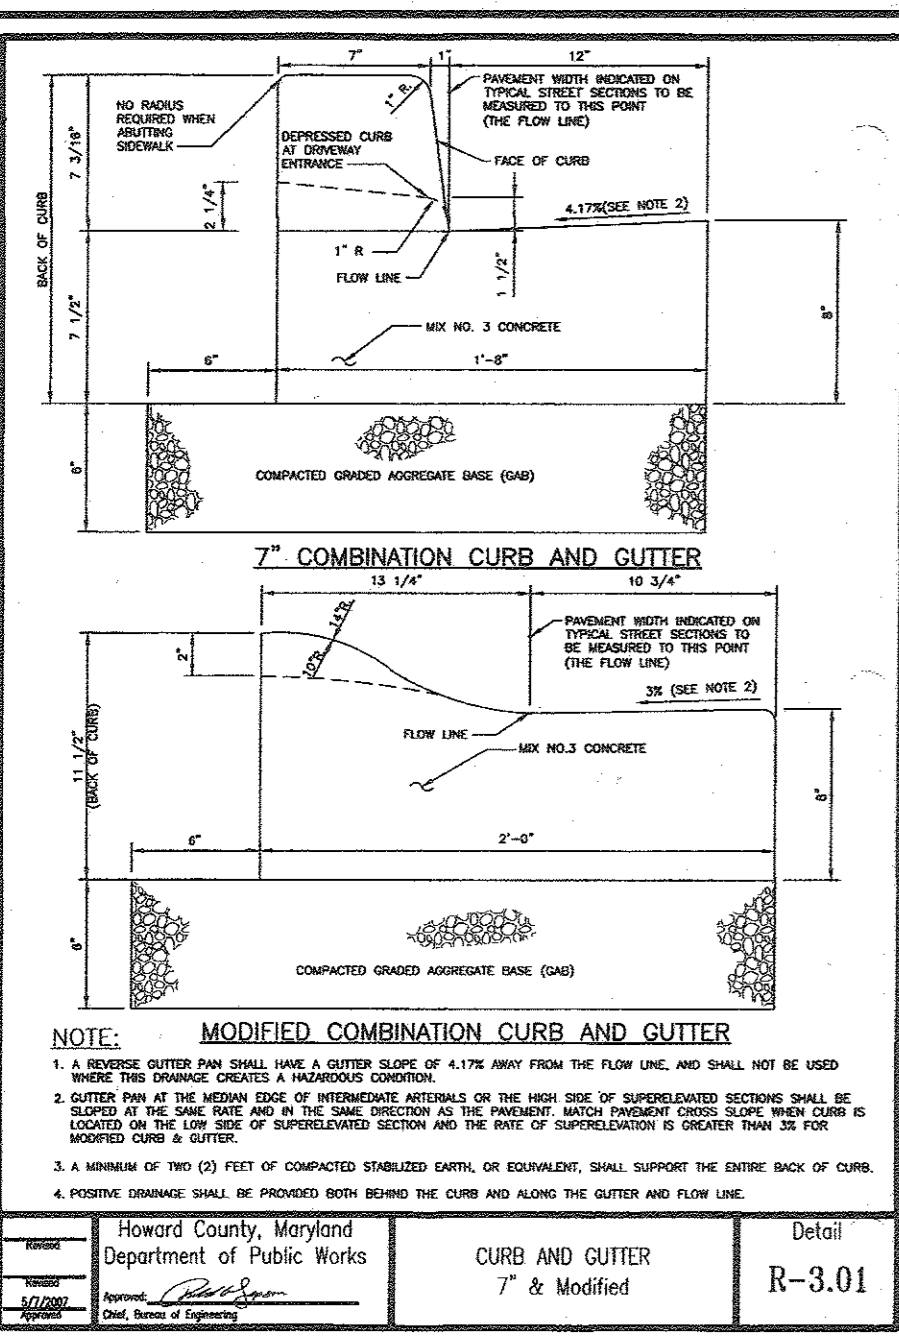 7"
1"
12"
NO RADIUS
REQUIRED WHEN
ABUTTING
SIDEWALK
1" R.
PAVEMENT WIDTH INDICATED ON
TYPICAL STREET SECTIONS TO BE
MEASURED TO THIS POINT
(THE FLOW LINE)
DEPRESSED CURB
AT DRIVEWAY
ENTRANCE
FACE OF CURB
7 3/16"
2 1/4"
BACK OF CURB
4.17%(SEE NOTE 2)
1" R
FLOW LINE
1 1/2"
7 1/2"
8"
MIX NO. 3 CONCRETE
6"
1'-8"
6"
COMPACTED GRADED AGGREGATE BASE (GAB)
7" COMBINATION CURB AND GUTTER
13 1/4"
10 3/4"
14"R.
10"R
PAVEMENT WIDTH INDICATED ON
TYPICAL STREET SECTIONS TO
BE MEASURED TO THIS POINT
(THE FLOW LINE)
2"
3% (SEE NOTE 2)
FLOW LINE
MIX NO.3 CONCRETE
11 1/2"
(BACK OF CURB)
8"
6"
2'-0"
6"
COMPACTED GRADED AGGREGATE BASE (GAB)
MODIFIED COMBINATION CURB AND GUTTER
NOTE:
1. A REVERSE GUTTER PAN SHALL HAVE A GUTTER SLOPE OF 4.17% AWAY FROM THE FLOW LINE, AND SHALL NOT BE USED
WHERE THIS DRAINAGE CREATES A HAZARDOUS CONDITION.
2. GUTTER PAN AT THE MEDIAN EDGE OF INTERMEDIATE ARTERIALS OR THE HIGH SIDE OF SUPERELEVATED SECTIONS SHALL BE
SLOPED AT THE SAME RATE AND IN THE SAME DIRECTION AS THE PAVEMENT. MATCH PAVEMENT CROSS SLOPE WHEN CURB IS
LOCATED ON THE LOW SIDE OF SUPERELEVATED SECTION AND THE RATE OF SUPERELEVATION IS GREATER THAN 3% FOR
MODIFIED CURB & GUTTER.
3. A MINIMUM OF TWO (2) FEET OF COMPACTED STABILIZED EARTH, OR EQUIVALENT, SHALL SUPPORT THE ENTIRE BACK OF CURB.
4. POSITIVE DRAINAGE SHALL BE PROVIDED BOTH BEHIND THE CURB AND ALONG THE GUTTER AND FLOW LINE.
Revised
Revised
5/7/2007
Approved
Howard County, Maryland
Department of Public Works
Approved:
Chief, Bureau of Engineering
CURB AND GUTTER
7" & Modified
Detail
R-3.01